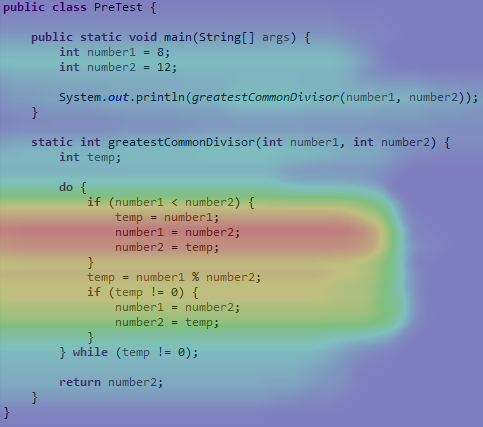 public class PreTest {
    public static void main(String[] args) {
        int number1 = 8;
        int number2 = 12;
        System.out.println(greatestCommonDivisor(number1, number2));
    }
    static int greatestCommonDivisor(int number1, int number2) {
        int temp;
        do {
            if (number1 < number2) {
                temp = number1;
                number1 = number2;
                number2 = temp;
            }
            temp = number1 % number2;
            if (temp != 0) {
                number1 = number2;
                number2 = temp;
            }
        } while (temp != 0);
        return number2;
    }
}